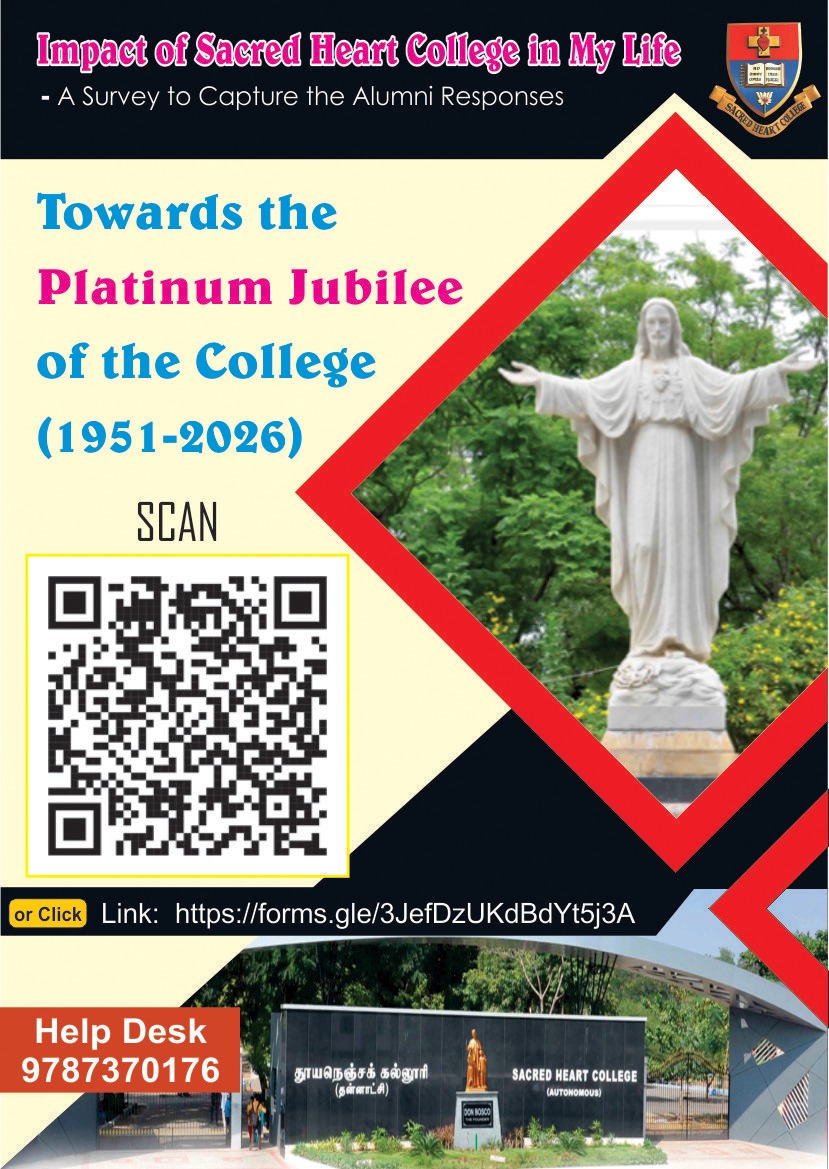 Impact of Sacred Heart College in My Life
- A Survey to Capture the Alumni Responses
SACRED HEART COLLEGE
Towards the
Platinum Jubilee
of the College
(1951-2026)
SCAN
or Click Link: https://forms.gle/3JefDzUKdBdYt5j3A
Help Desk
9787370176
தூயநெஞ்சக் கல்லூரி
(தன்னாட்சி)
SACRED HEART COLLEGE
(AUTONOMOUS)
DON BOSCO
THE FOUNDER